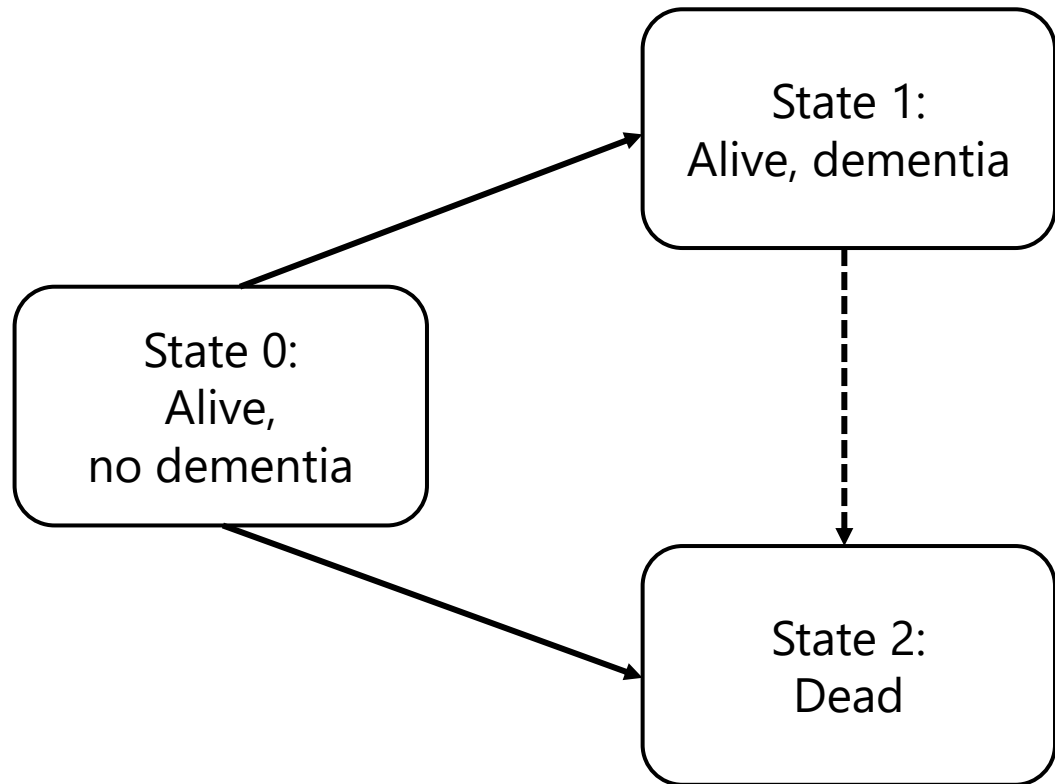 State 1:
Alive, dementia
State 0:
Alive,
no dementia
State 2:
Dead